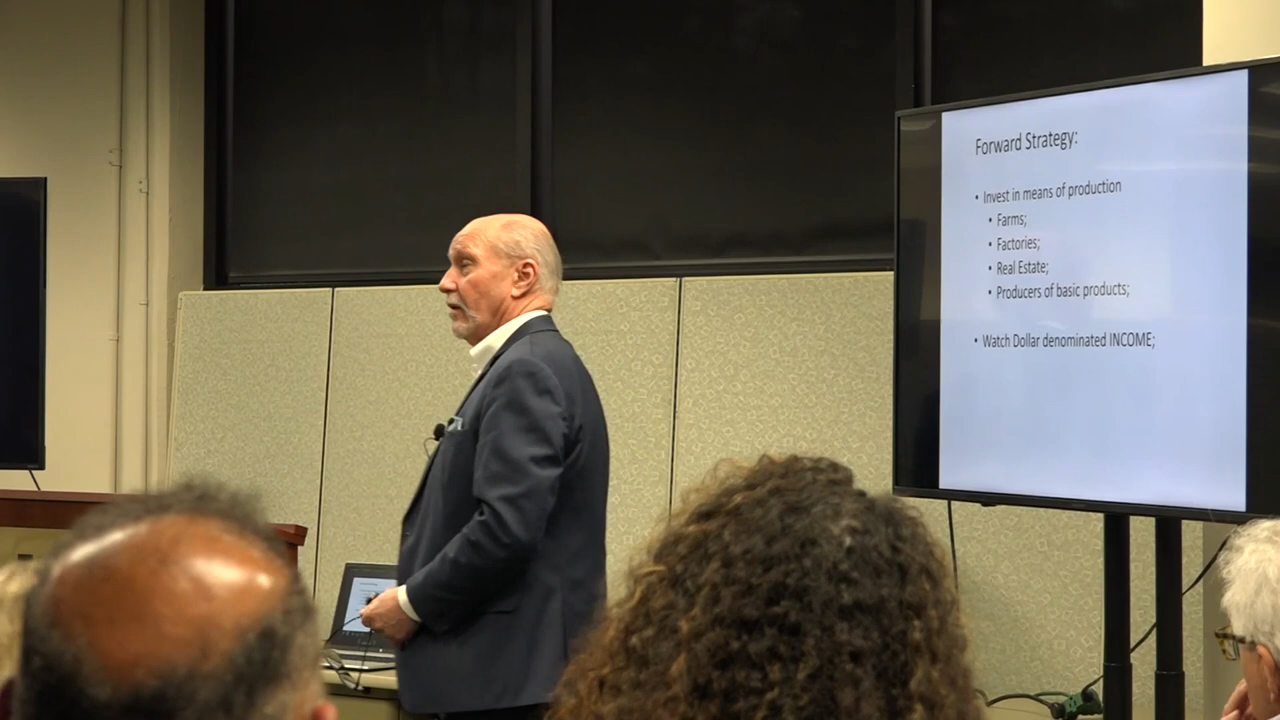 Forward Strategy:
• Invest in means of production
• Farms;
• Factories;
• Real Estate;
• Producers of basic products;
• Watch Dollar denominated INCOME;